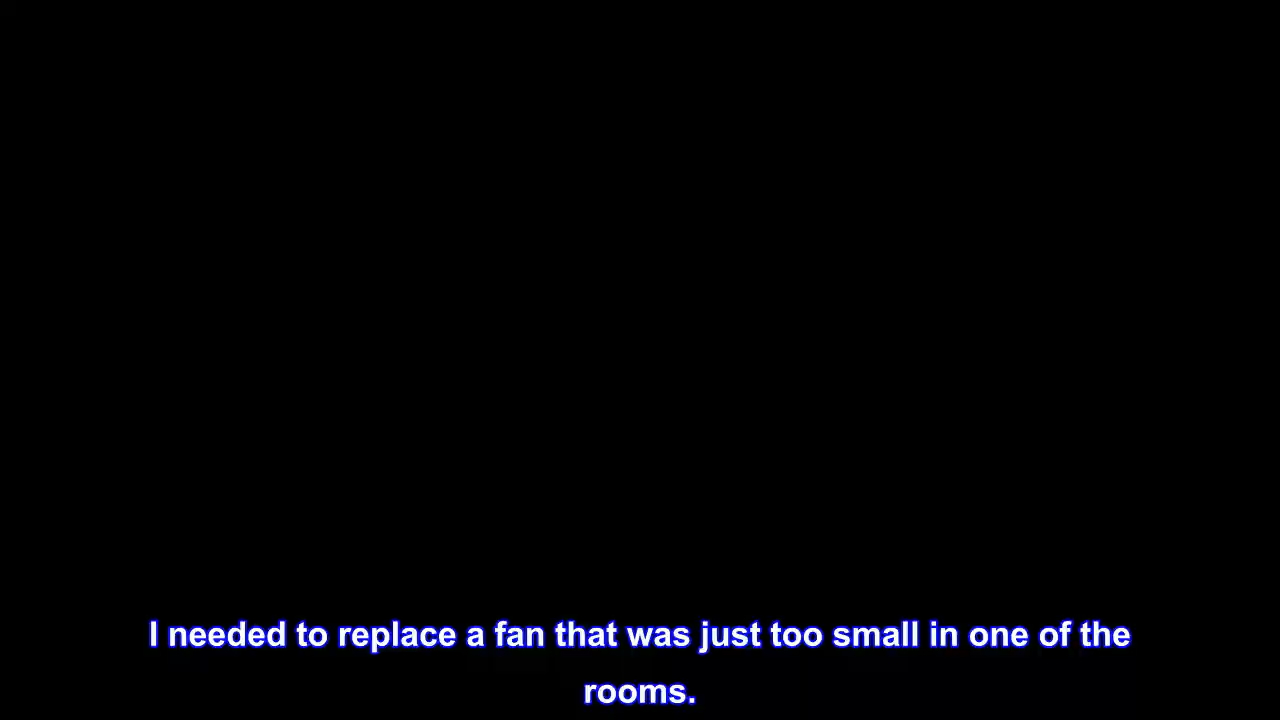 I needed to replace a fan that was just too small in one of the
rooms.